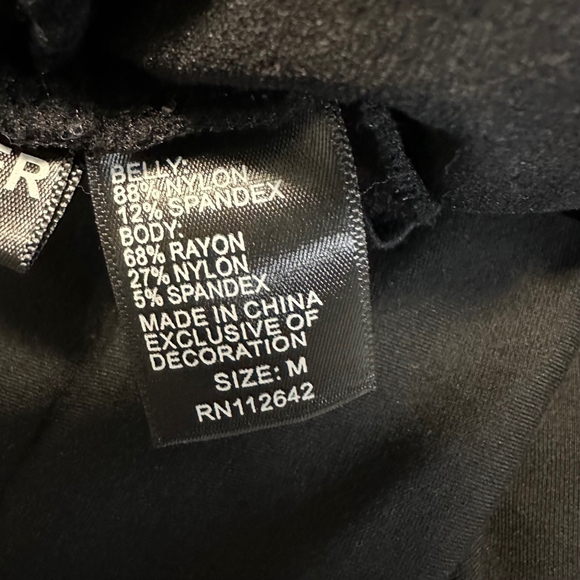 ER
BELLY:
88% NYLON
12% SPANDEX
BODY:
68% RAYON
27% NYLON
5% SPANDEX
MADE IN CHINA
EXCLUSIVE OF
DECORATION
SIZE: M
RN112642